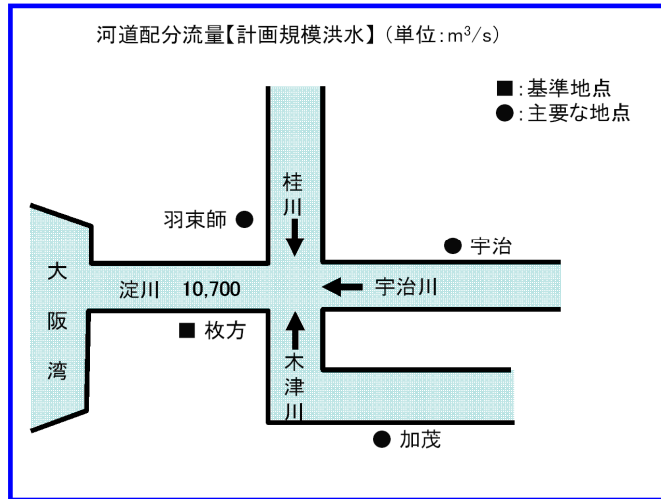 河道配分流量【計画規模洪水】 (単位:m³/s)
■:基準地点
●:主要な地点
桂川
羽束師 ●
● 宇治
大阪湾
淀川 10,700
宇治川
■ 枚方
木津川
● 加茂